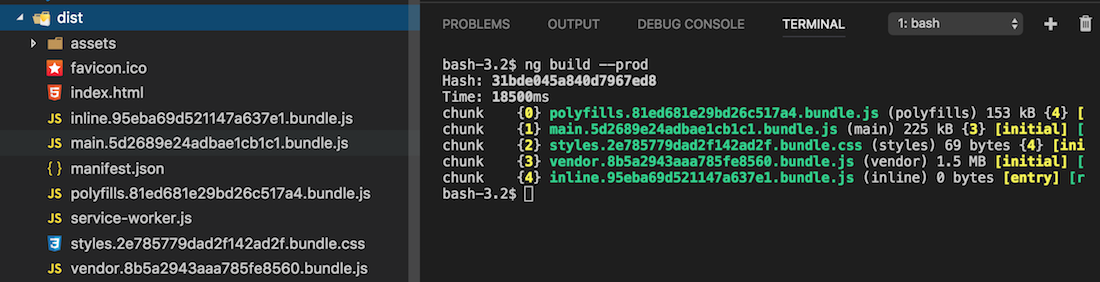 dist
assets
favicon.ico
index.html
inline.95eba69d521147a637e1.bundle.js
main.5d2689e24adbae1cb1c1.bundle.js
manifest.json
polyfills.81ed681e29bd26c517a4.bundle.js
service-worker.js
styles.2e785779dad2f142ad2f.bundle.css
vendor.8b5a2943aaa785fe8560.bundle.js
PROBLEMS OUTPUT DEBUG CONSOLE TERMINAL 1: bash
bash-3.2$ ng build --prod
Hash: 31bde045a840d7967ed8
Time: 18500ms
chunk {0} polyfills.81ed681e29bd26c517a4.bundle.js (polyfills) 153 kB {4} [
chunk {1} main.5d2689e24adbae1cb1c1.bundle.js (main) 225 kB {3} [initial] [
chunk {2} styles.2e785779dad2f142ad2f.bundle.css (styles) 69 bytes {4} [ini
chunk {3} vendor.8b5a2943aaa785fe8560.bundle.js (vendor) 1.5 MB [initial] [
chunk {4} inline.95eba69d521147a637e1.bundle.js (inline) 0 bytes [entry] [r
bash-3.2$